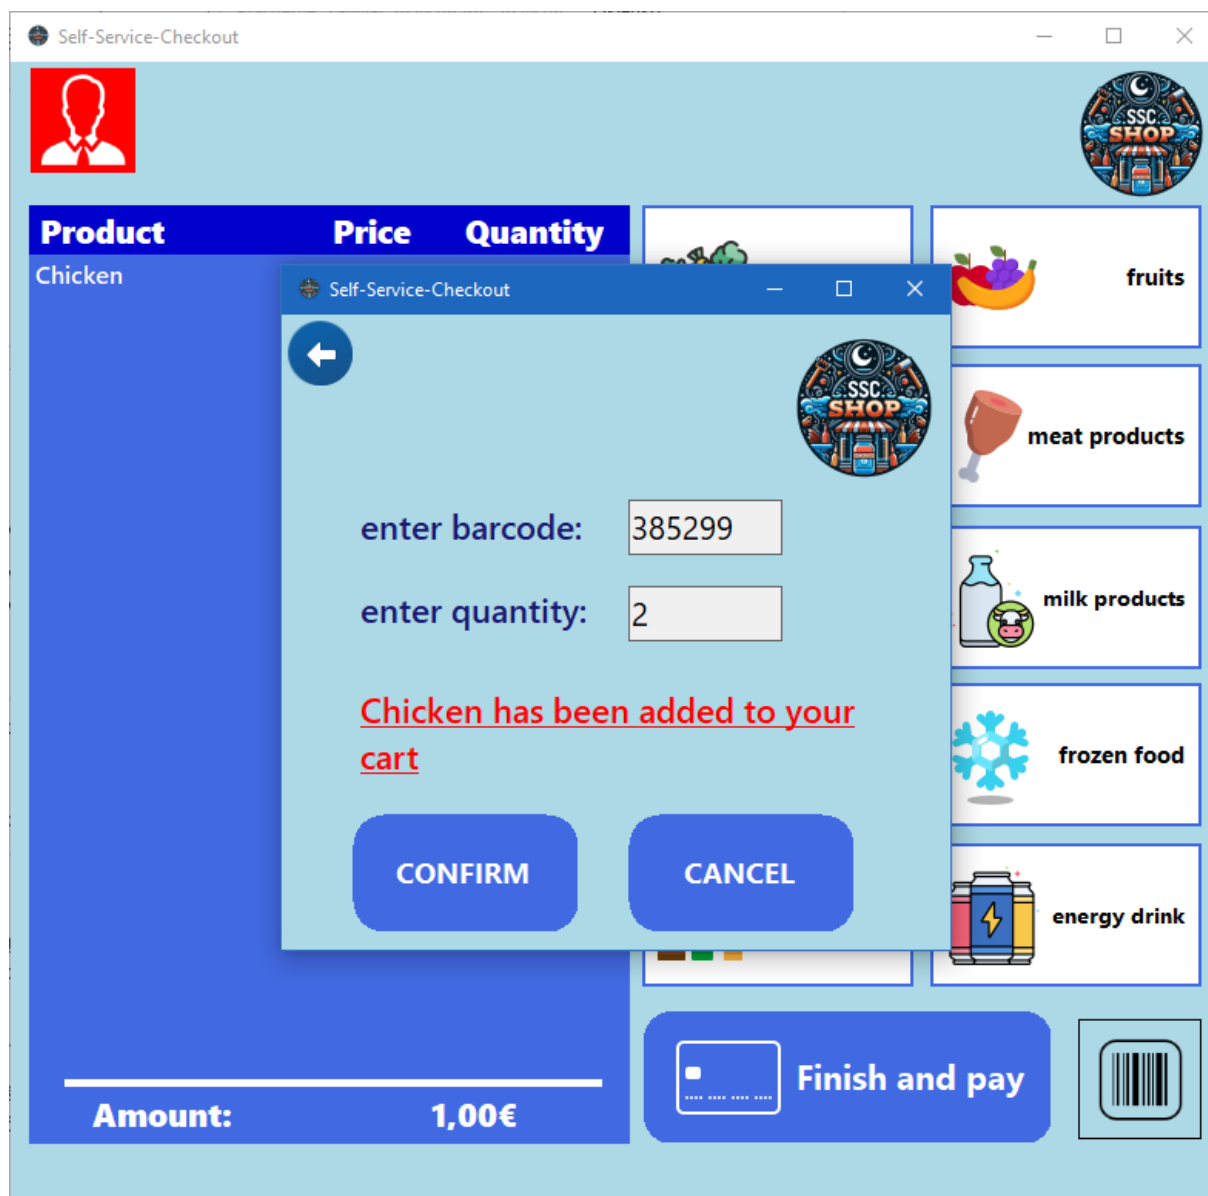 Self-Service-Checkout
SSC
SHOP
Product Price Quantity
Chicken
fruits
Self-Service-Checkout
SSC
SHOP
meat products
enter barcode: 385299
milk products
enter quantity: 2
Chicken has been added to your
cart
frozen food
CONFIRM CANCEL
energy drink
Finish and pay
Amount: 1,00€